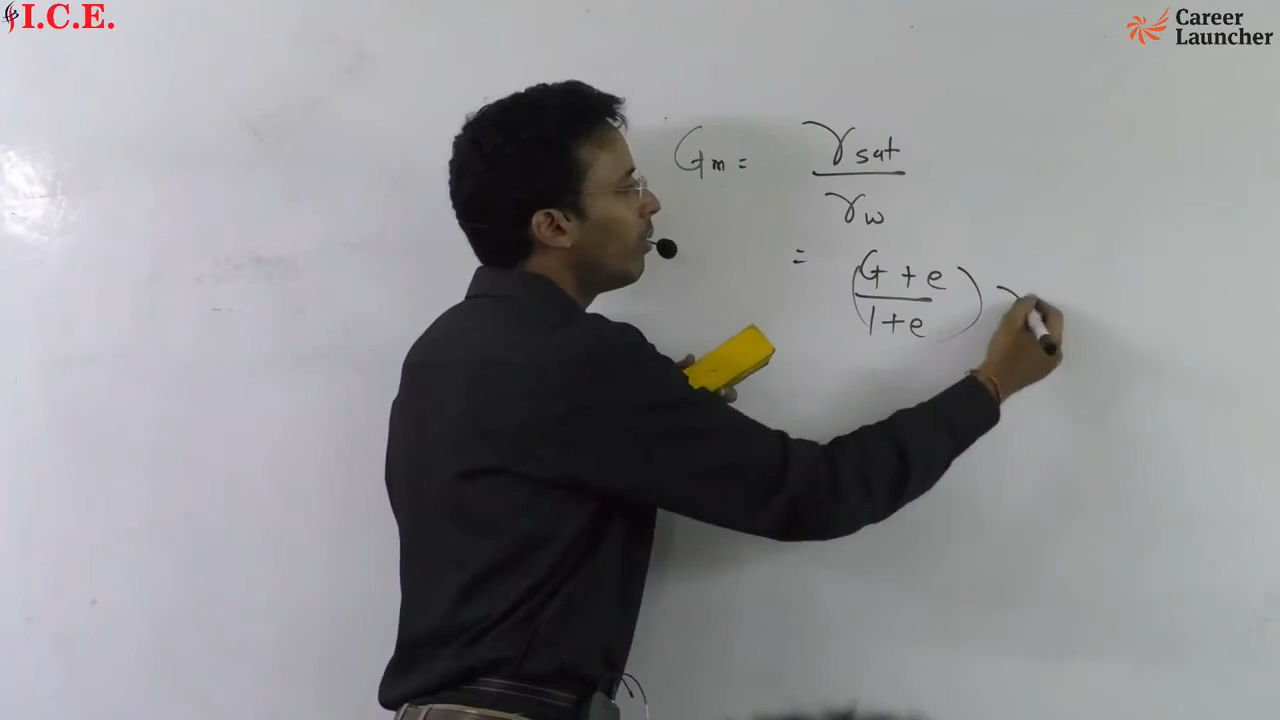 I.C.E.
Career
Launcher
Gm = γsat
γw
= (G + e
1 + e) γ